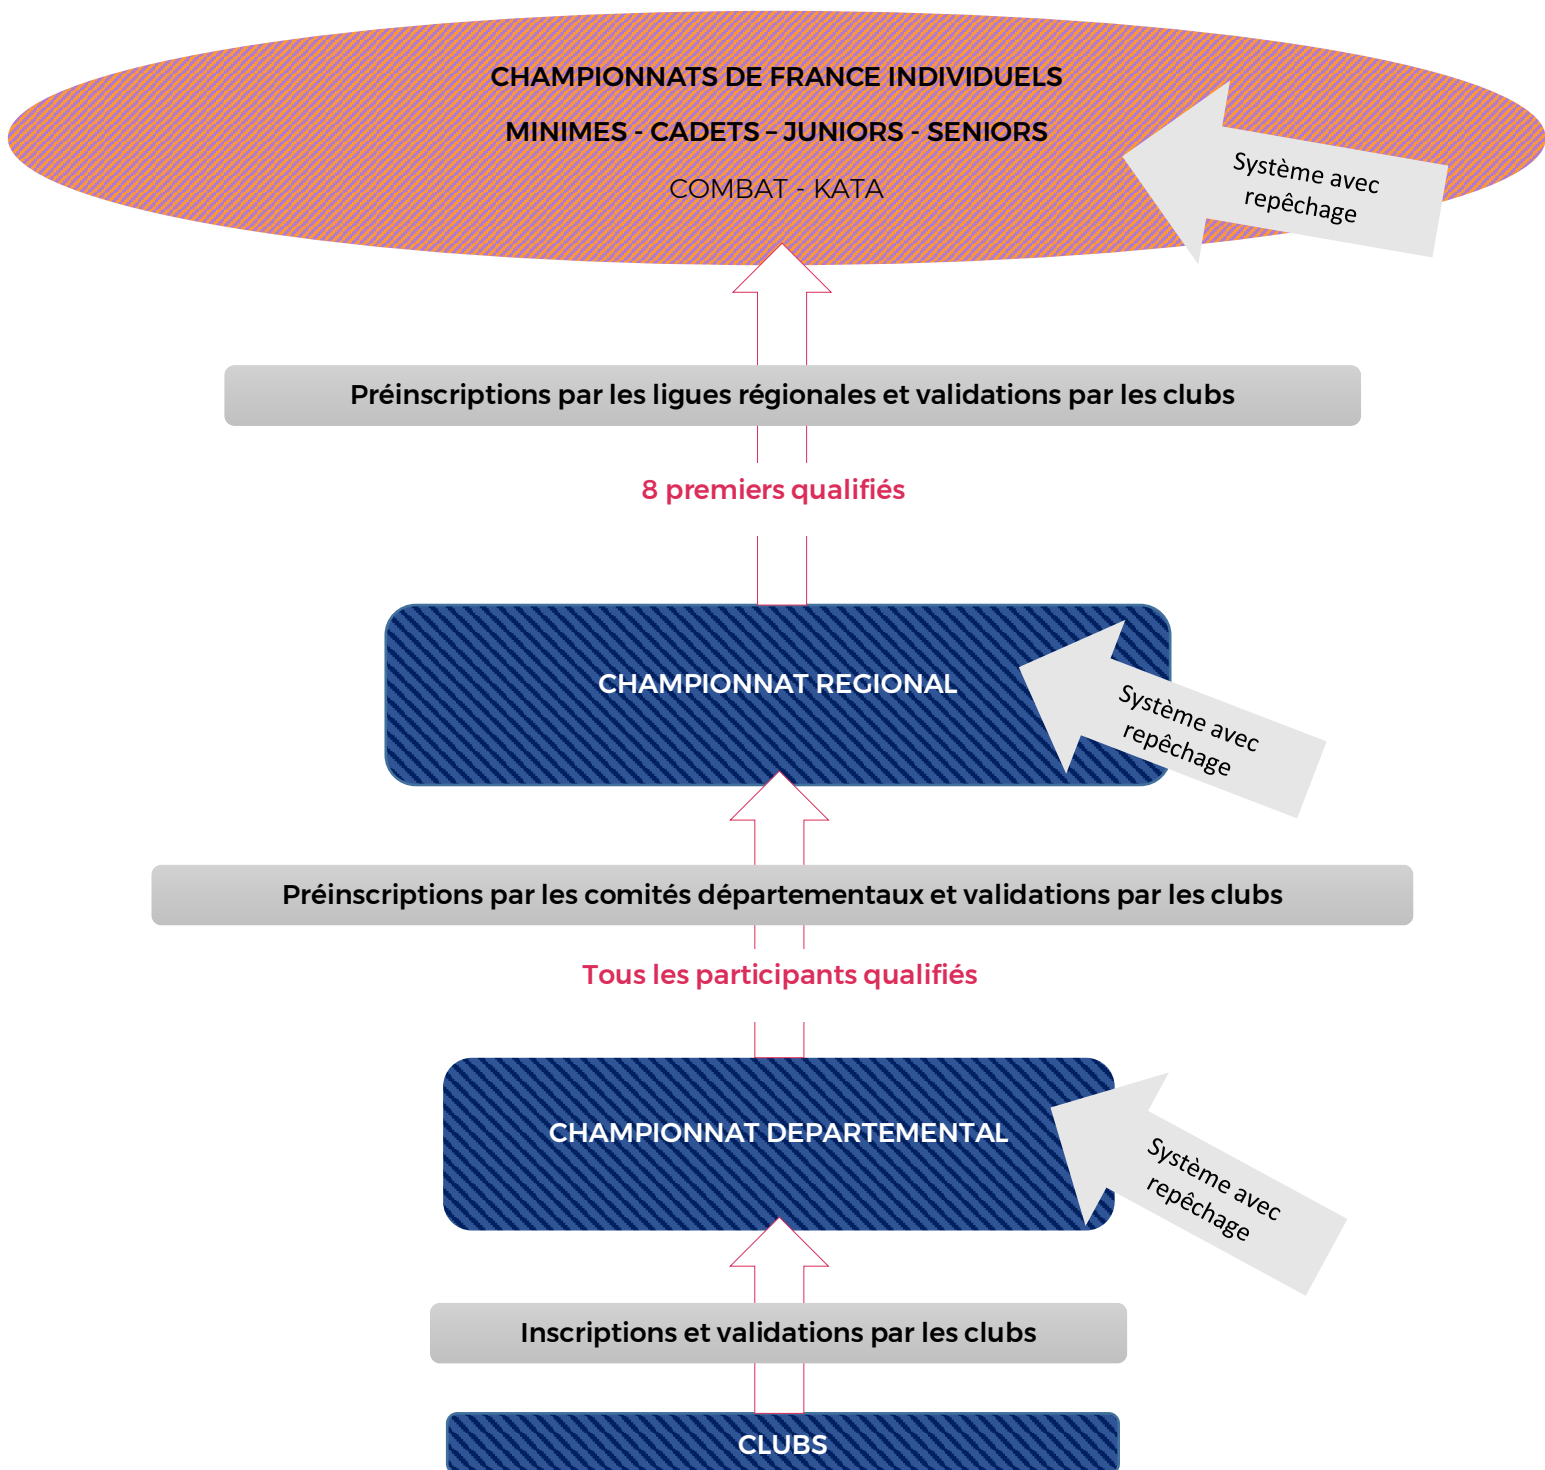 CHAMPIONNATS DE FRANCE INDIVIDUELS
MINIMES - CADETS – JUNIORS - SENIORS
COMBAT - KATA
Système avec
repêchage
Préinscriptions par les ligues régionales et validations par les clubs
8 premiers qualifiés
CHAMPIONNAT REGIONAL
Système avec
repêchage
Préinscriptions par les comités départementaux et validations par les clubs
Tous les participants qualifiés
CHAMPIONNAT DEPARTEMENTAL
Système avec
repêchage
Inscriptions et validations par les clubs
CLUBS